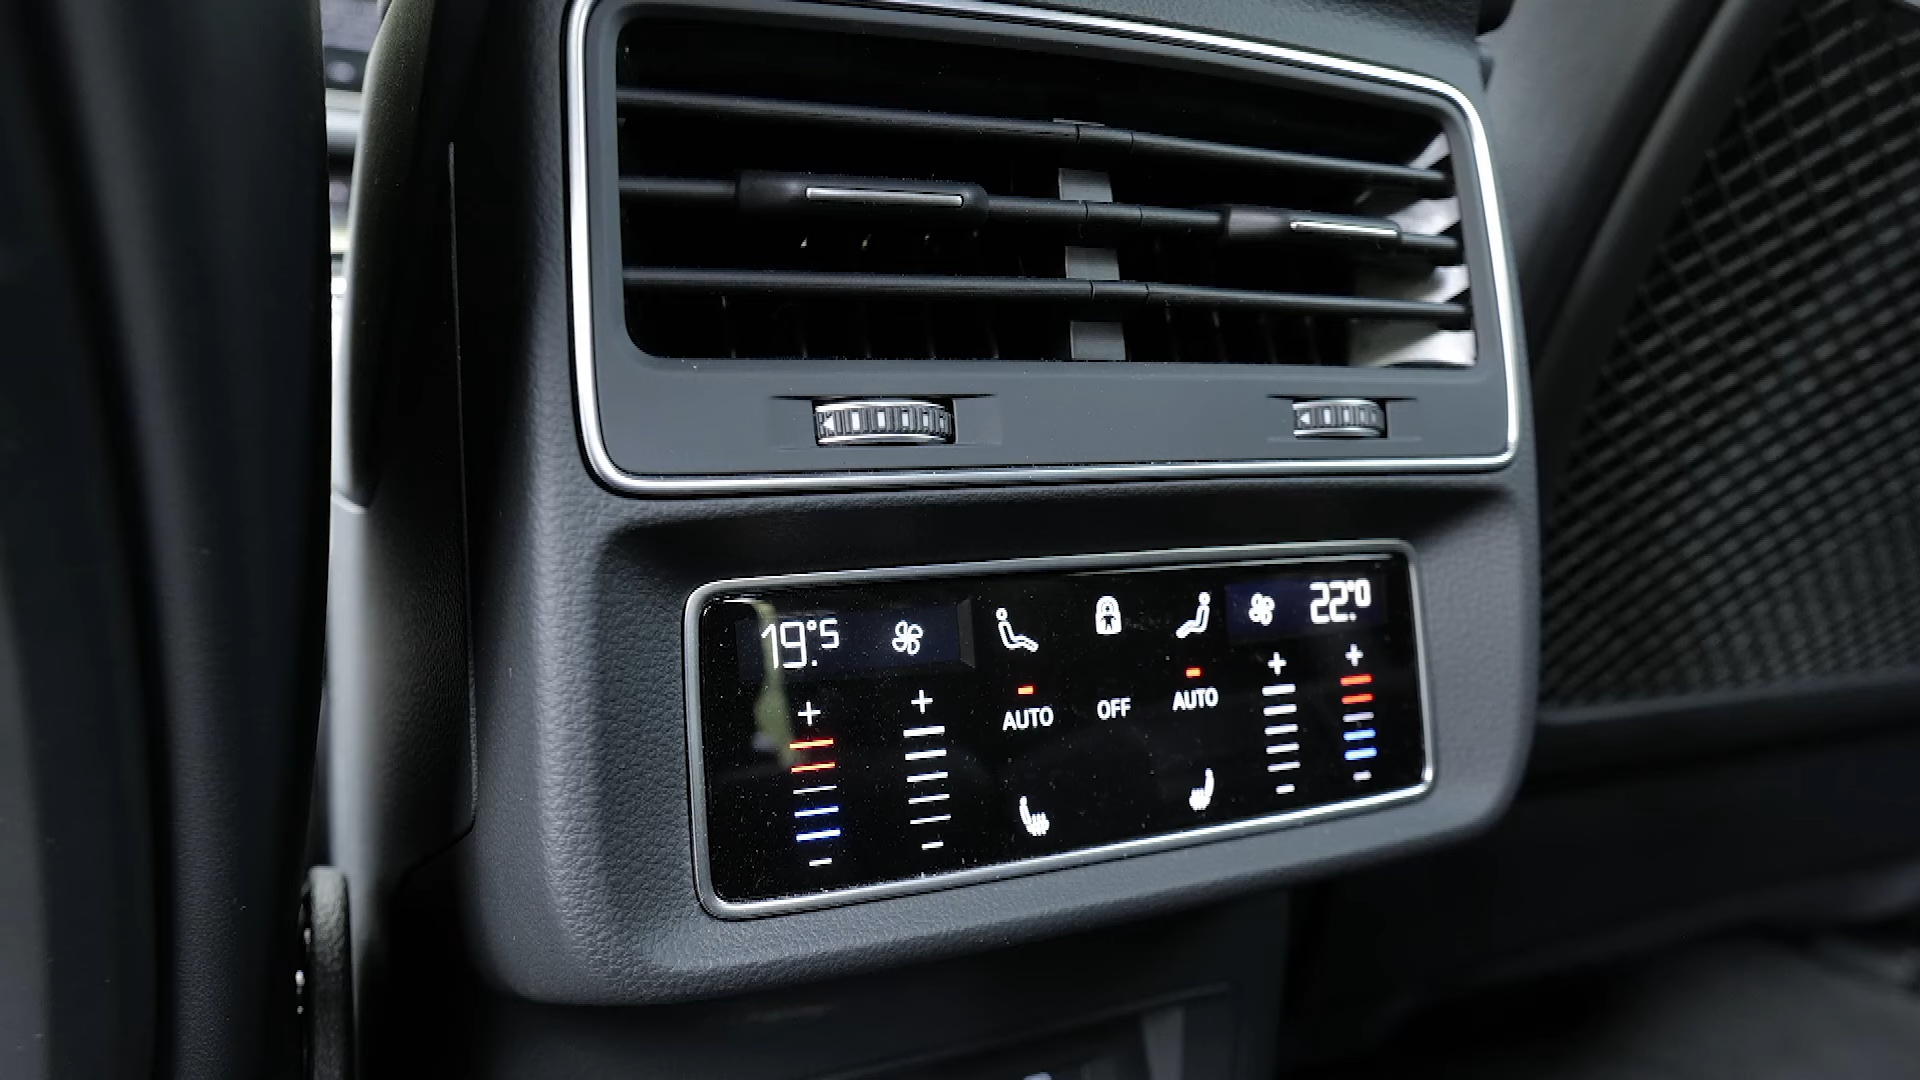 19.°5
22.°0
+ + + +
AUTO OFF AUTO
- - - -